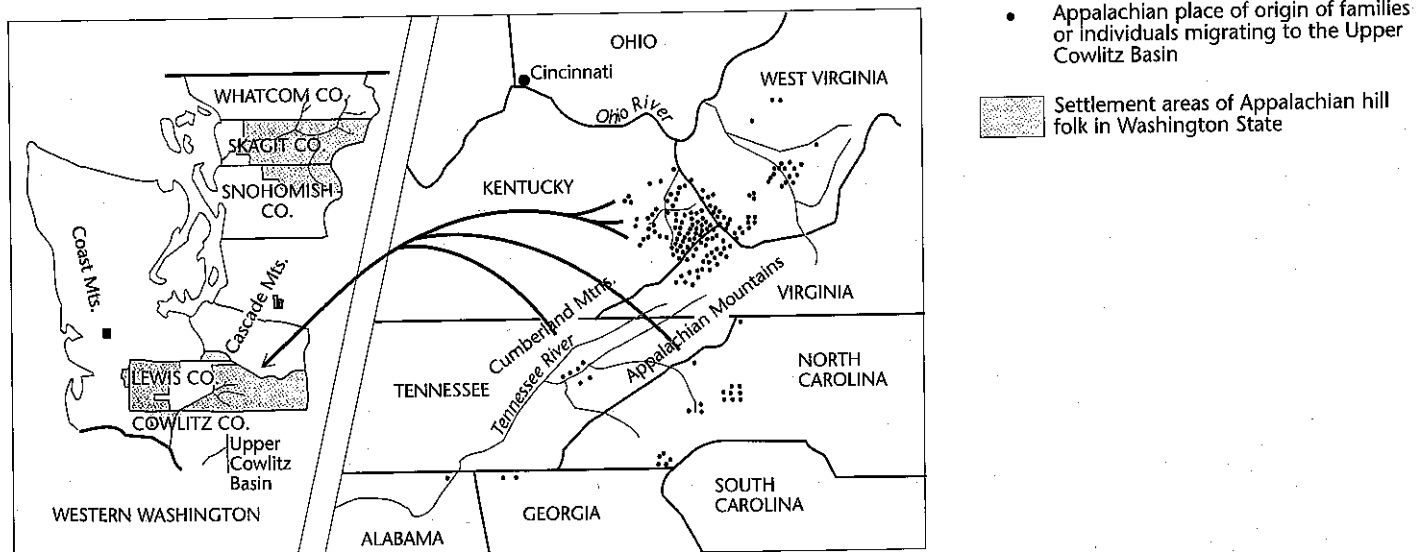 WHATCOM CO.
SKAGIT CO.
SNOHOMISH
CO.
Coast Mts.
Cascade Mts.
LEWIS CO.
COWLITZ CO.
Upper
Cowlitz
Basin
WESTERN WASHINGTON
OHIO
Cincinnati
Ohio River
WEST VIRGINIA
KENTUCKY
VIRGINIA
Cumberland Mtns.
Appalachian Mountains
Tennessee River
TENNESSEE
NORTH
CAROLINA
SOUTH
CAROLINA
GEORGIA
ALABAMA
Appalachian place of origin of families
or individuals migrating to the Upper
Cowlitz Basin
Settlement areas of Appalachian hill
folk in Washington State